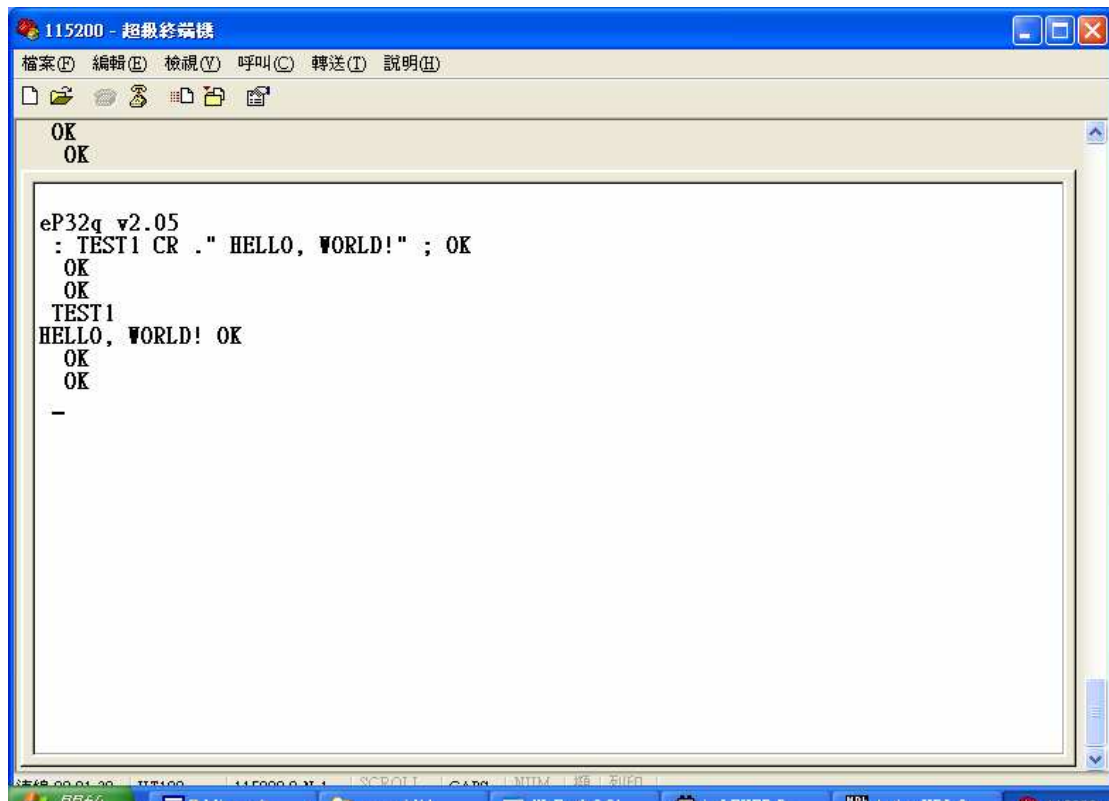 115200 - 超級終端機
檔案(F) 編輯(E) 檢視(V) 呼叫(C) 轉送(T) 說明(H)
OK
OK
eP32q v2.05
: TEST1 CR ." HELLO, WORLD!" ; OK
OK
OK
TEST1
HELLO, WORLD! OK
OK
OK
SCROLL CAPS NUM